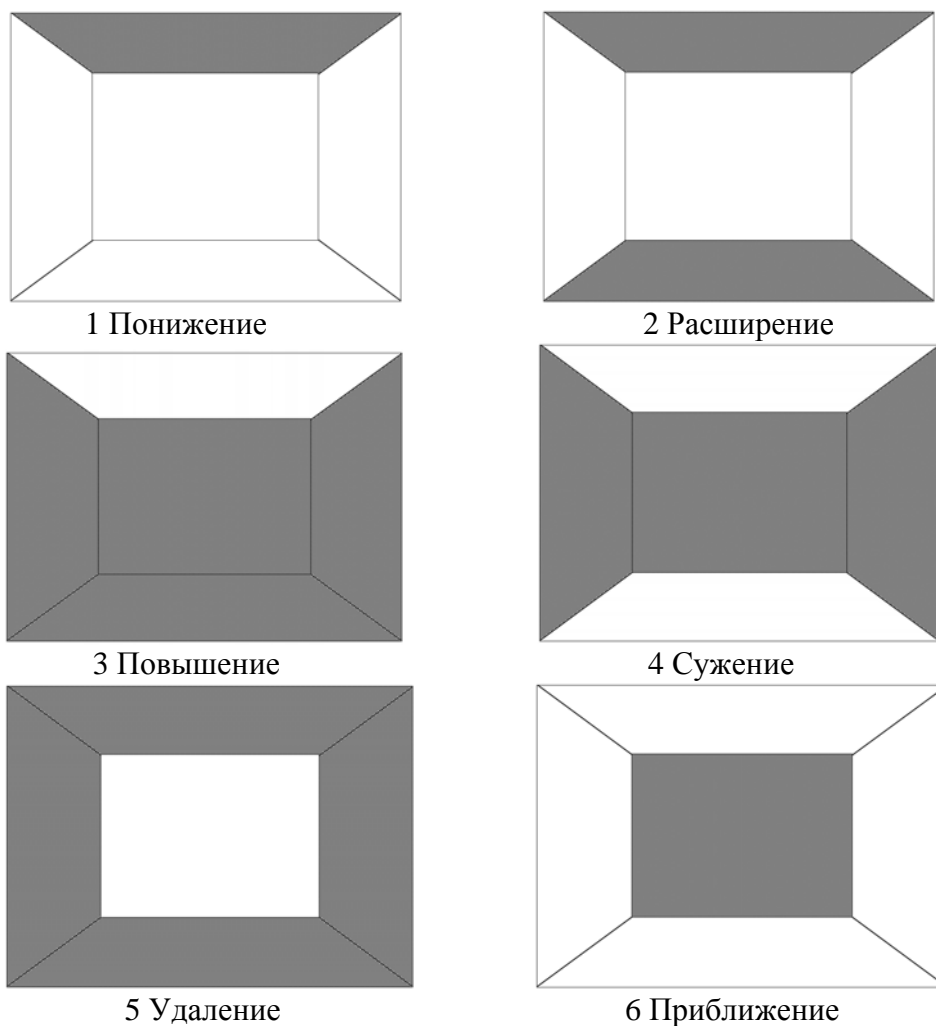 1 Понижение
2 Расширение
3 Повышение
4 Сужение
5 Удаление
6 Приближение